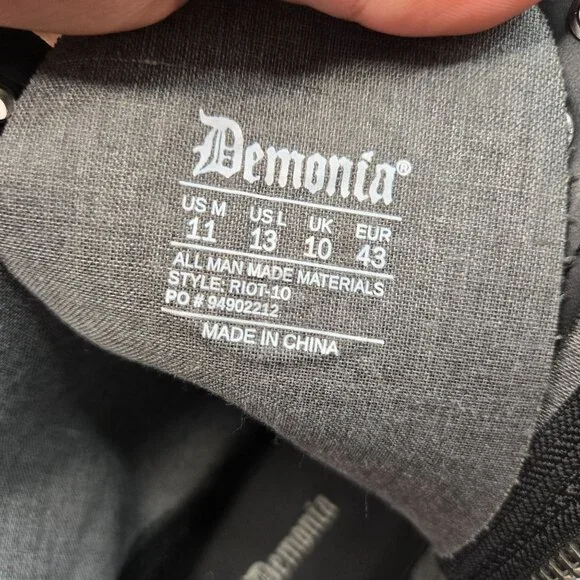 Demonia®
US M US L UK EUR
11 13 10 43
ALL MAN MADE MATERIALS
STYLE: RIOT-10
PO # 94902212
MADE IN CHINA
Demonia